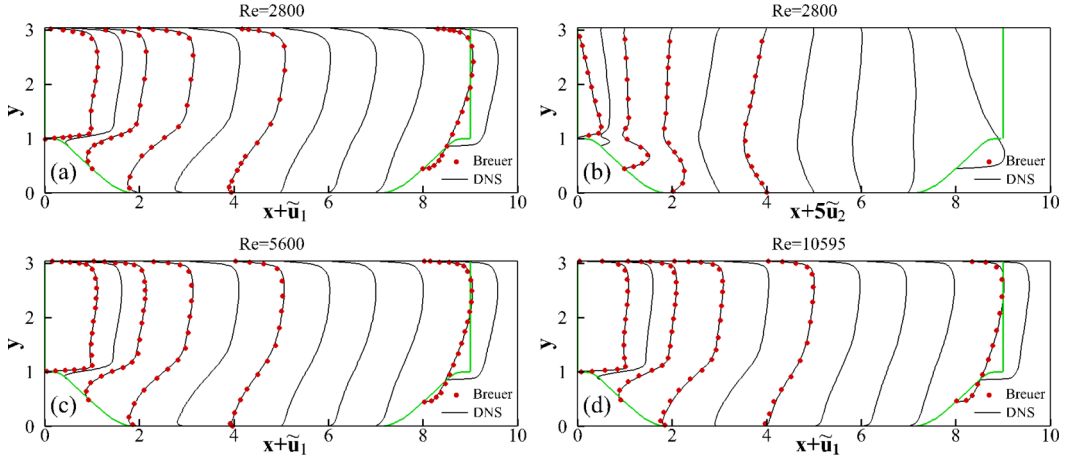 Re=2800
3
2
y
1
0
(a)
Breuer
DNS
0 2 4 6 8 10
x+ũ₁
Re=2800
3
2
y
1
0
(b)
Breuer
DNS
0 2 4 6 8 10
x+5ũ₂
Re=5600
3
2
y
1
0
(c)
Breuer
DNS
0 2 4 6 8 10
x+ũ₁
Re=10595
3
2
y
1
0
(d)
Breuer
DNS
0 2 4 6 8 10
x+ũ₁